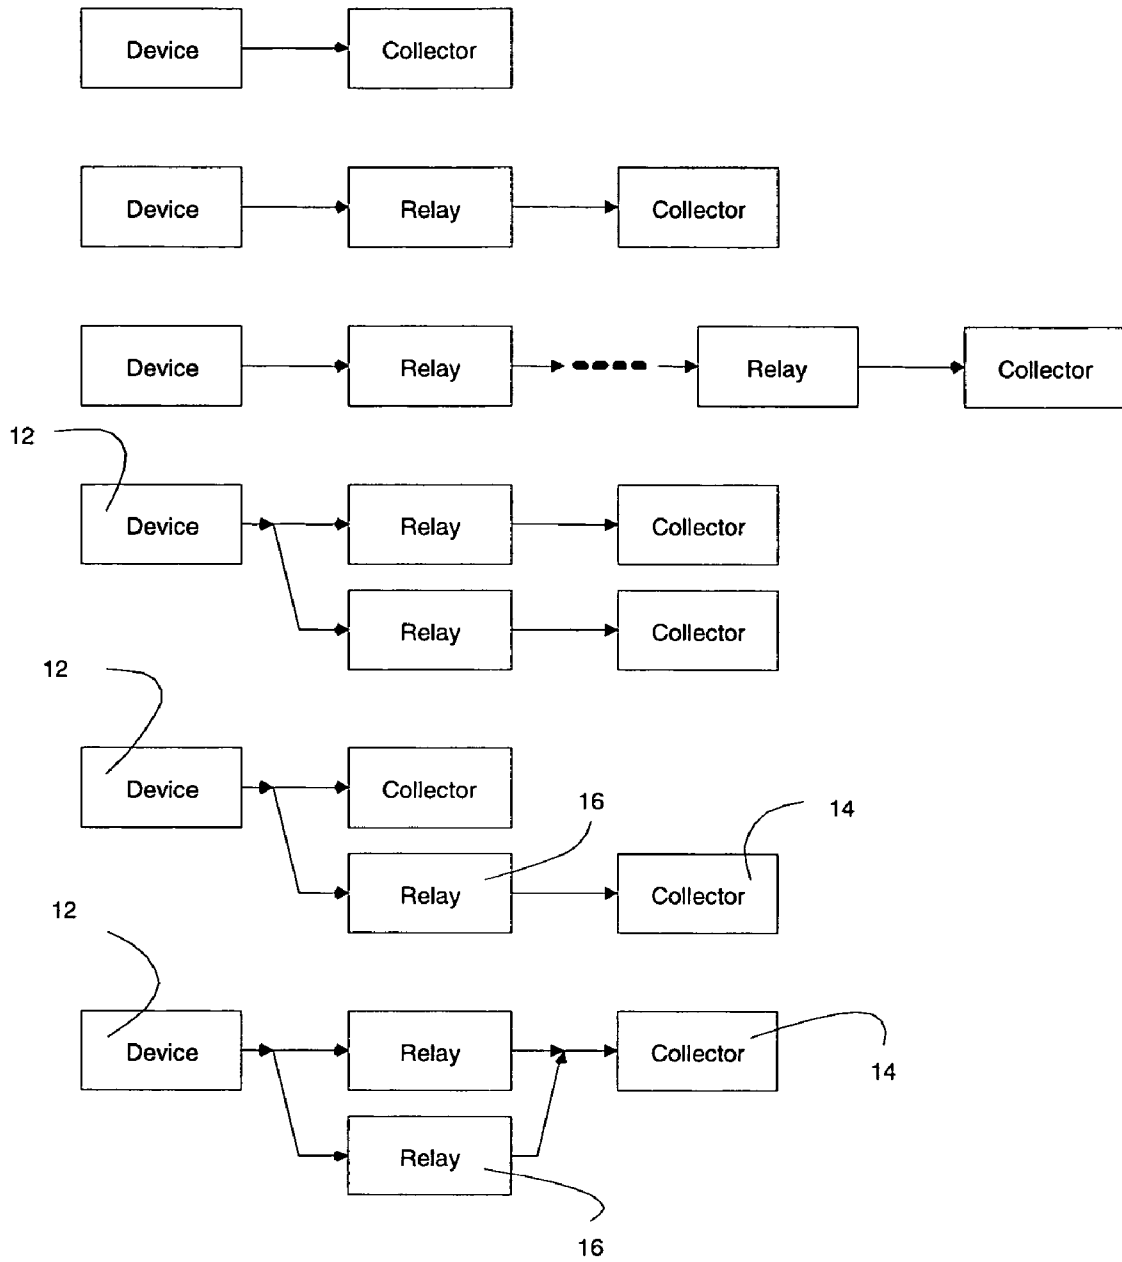 Device Collector
Device Relay Collector
Device Relay Relay Collector
12
Device Relay Collector
Relay Collector
12
Device Collector
16 14
Relay Collector
12
Device Relay Collector
14
Relay
16